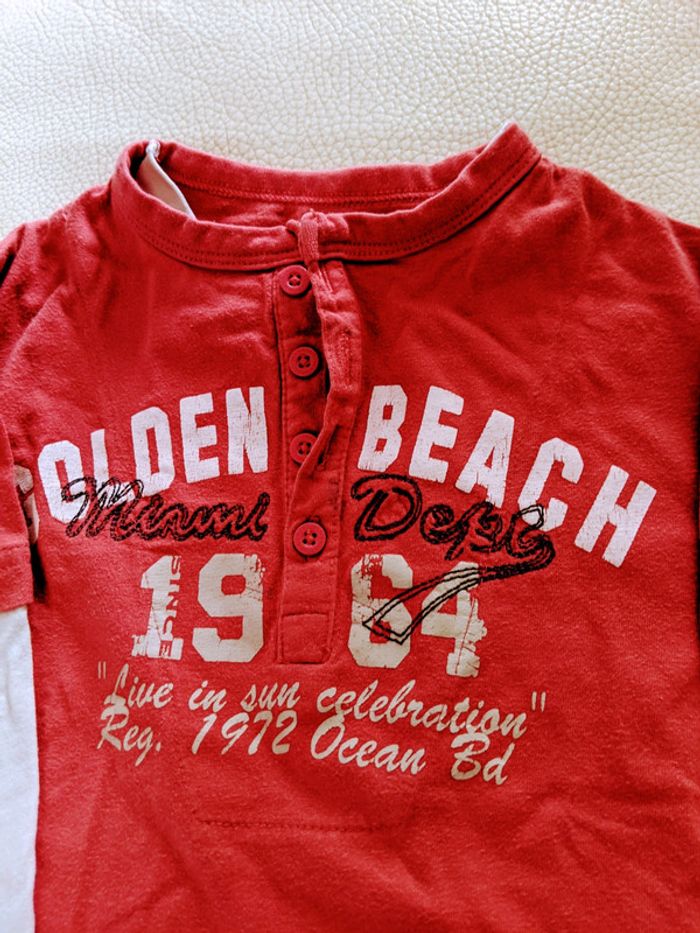 OLDEN BEACH
Miami Dept
1964
"Live in sun celebration"
Reg. 1972 Ocean Bd